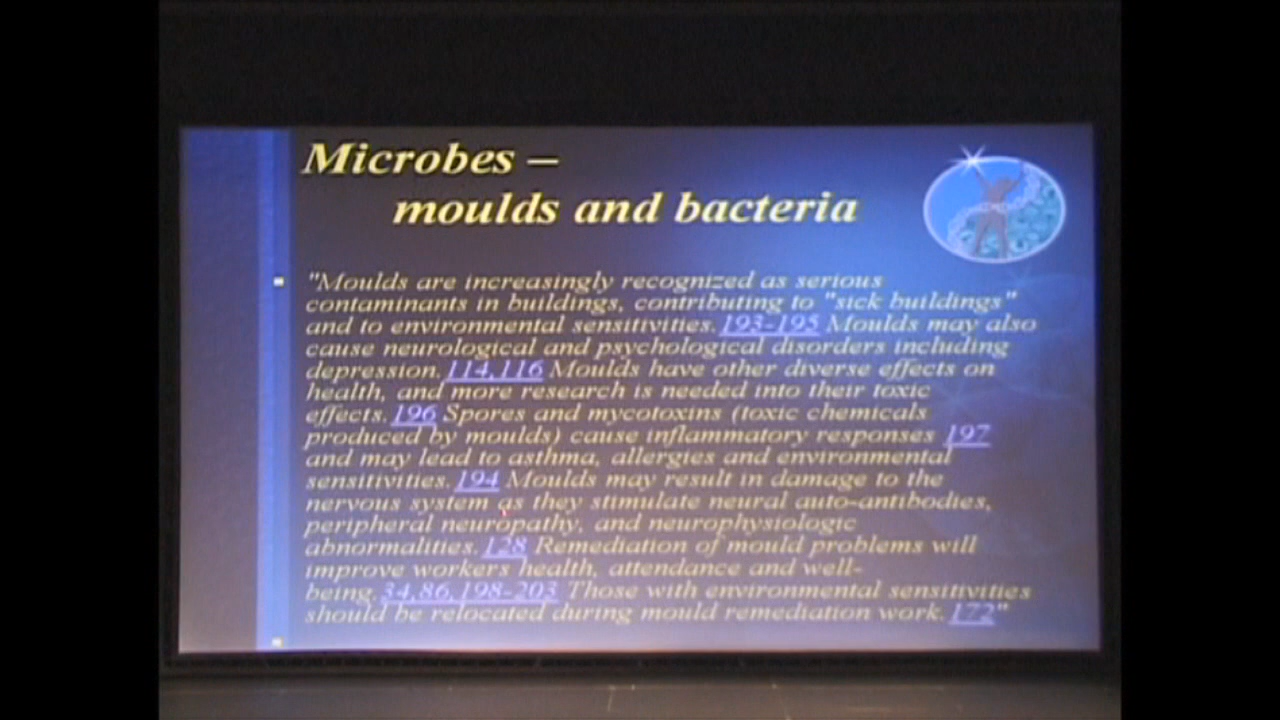 Microbes –
moulds and bacteria
"Moulds are increasingly recognized as serious
contaminants in buildings, contributing to "sick buildings"
and to environmental sensitivities.193-195 Moulds may also
cause neurological and psychological disorders including
depression.114,116 Moulds have other diverse effects on
health, and more research is needed into their toxic
effects.196 Spores and mycotoxins (toxic chemicals
produced by moulds) cause inflammatory responses 197
and may lead to asthma, allergies and environmental
sensitivities.194 Moulds may result in damage to the
nervous system as they stimulate neural auto-antibodies,
peripheral neuropathy, and neurophysiologic
abnormalities.128 Remediation of mould problems will
improve workers health, attendance and well-
being.34,86,198-203 Those with environmental sensitivities
should be relocated during mould remediation work.172"